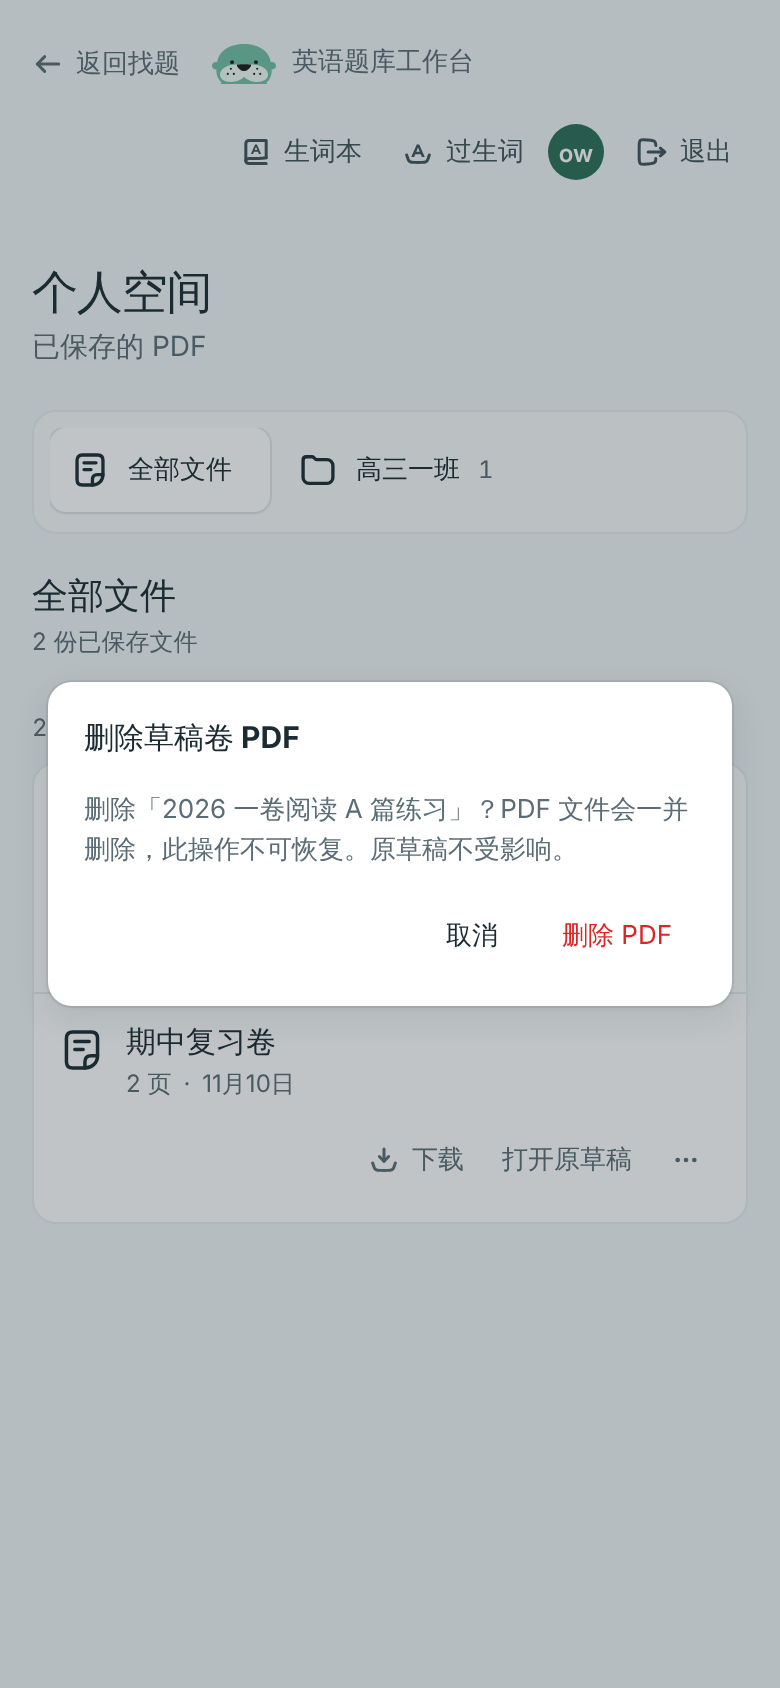 返回找题
英语题库工作台
生词本
过生词
ow
退出
个人空间
已保存的 PDF
全部文件
高三一班 1
全部文件
2 份已保存文件
2
删除草稿卷 PDF
删除「2026 一卷阅读 A 篇练习」？PDF 文件会一并
删除，此操作不可恢复。原草稿不受影响。
取消
删除 PDF
期中复习卷
2 页 · 11月10日
下载
打开原草稿